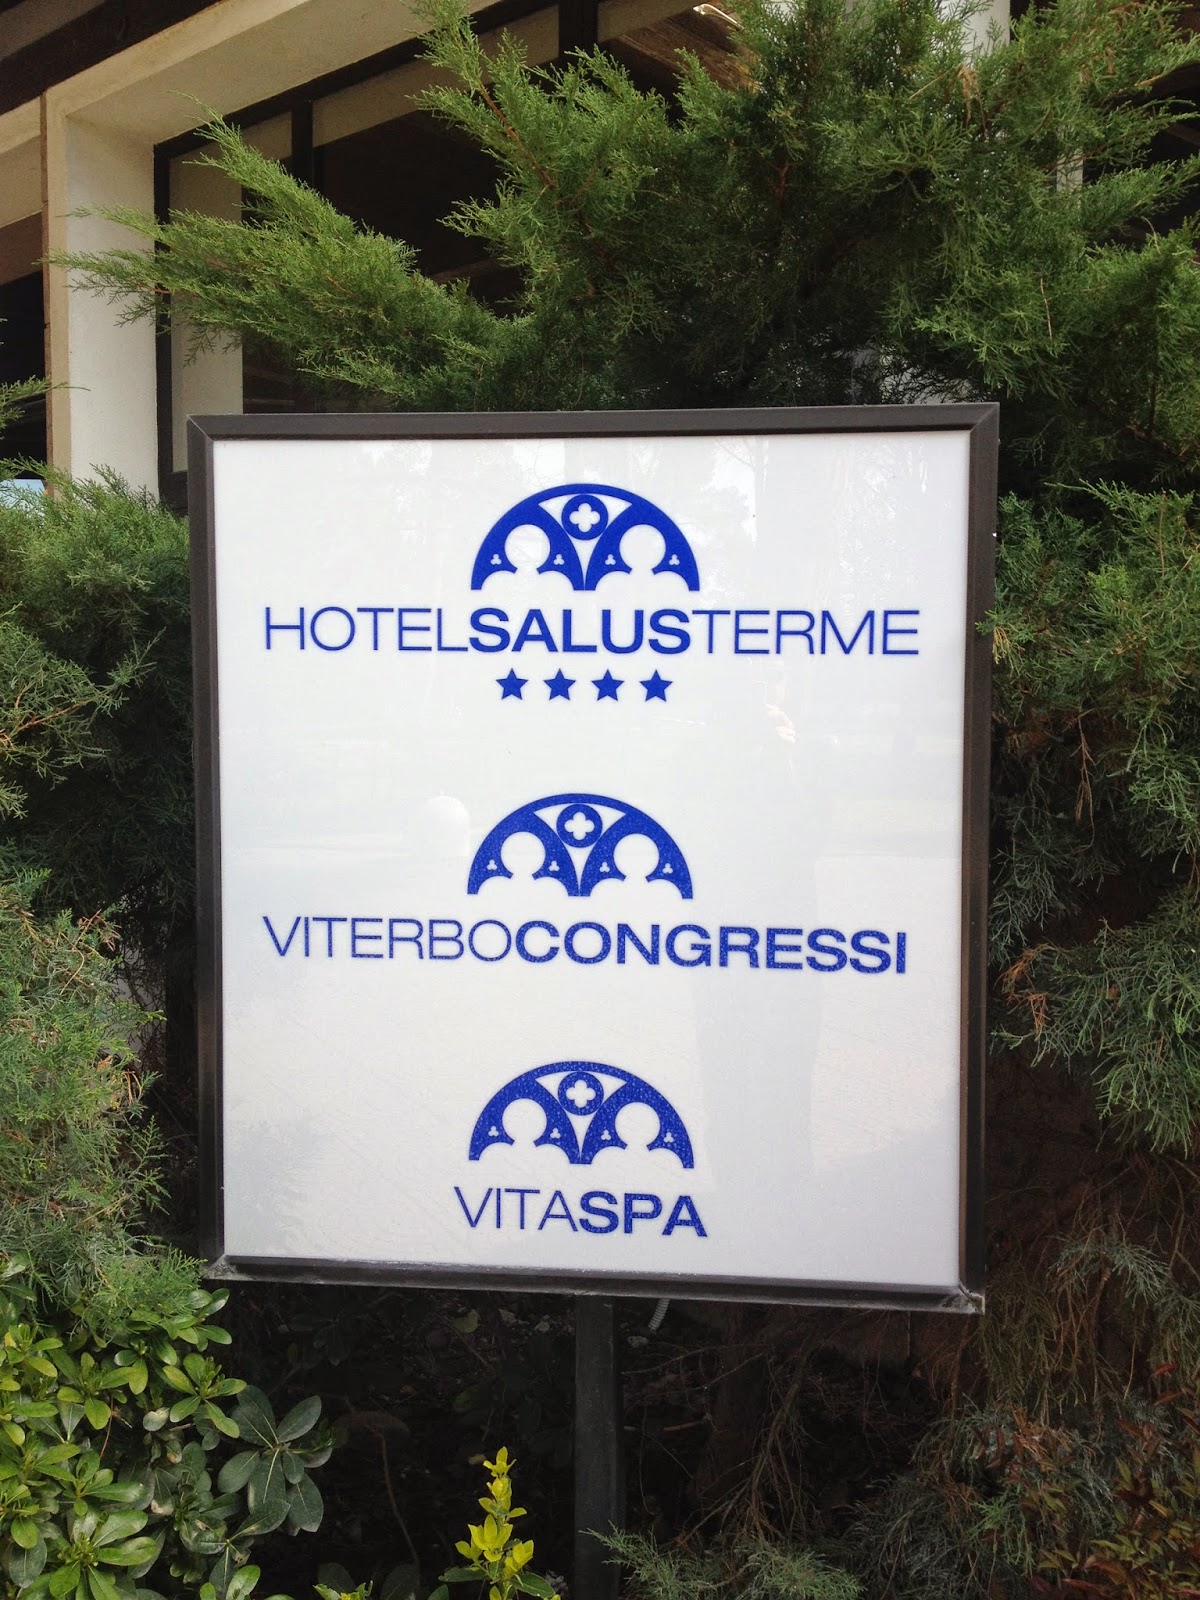 HOTELSALUSTERME
★★★★
VITERBOCONGRESSI
VITASPA